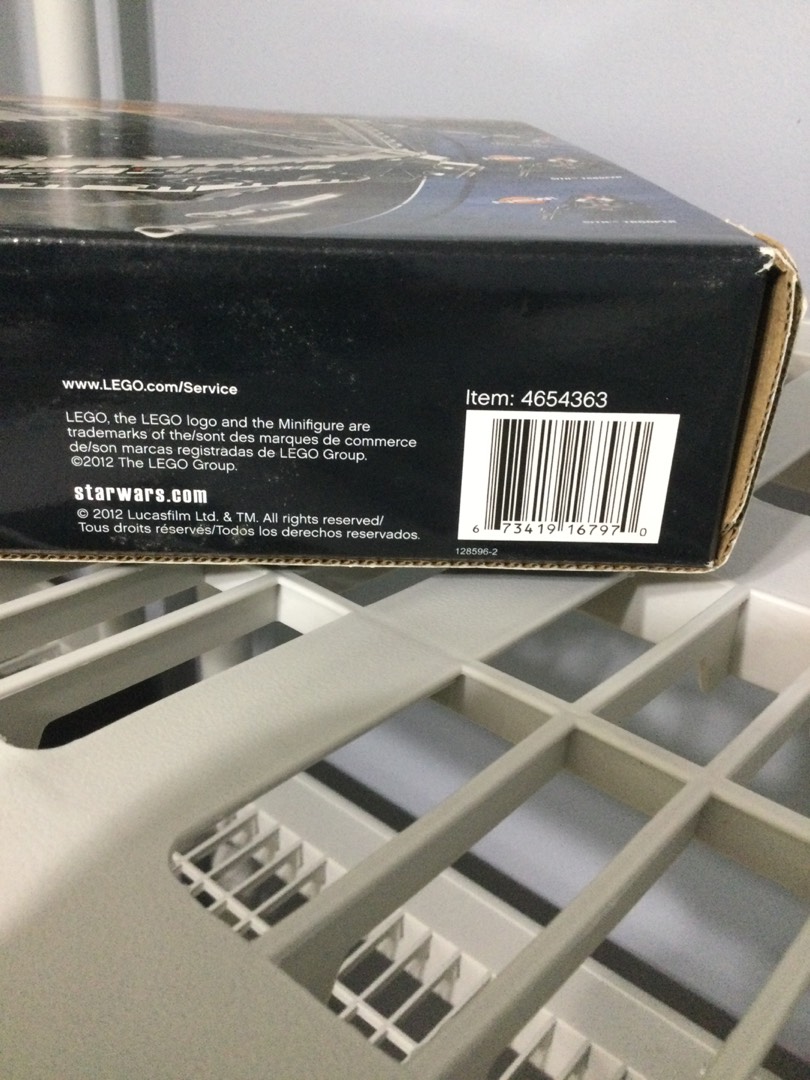 www.LEGO.com/Service
LEGO, the LEGO logo and the Minifigure are
trademarks of the/sont des marques de commerce
de/son marcas registradas de LEGO Group.
©2012 The LEGO Group.
starwars.com
© 2012 Lucasfilm Ltd. & TM. All rights reserved/
Tous droits réservés/Todos los derechos reservados.
Item: 4654363
6 73419 16797 0
128596-2